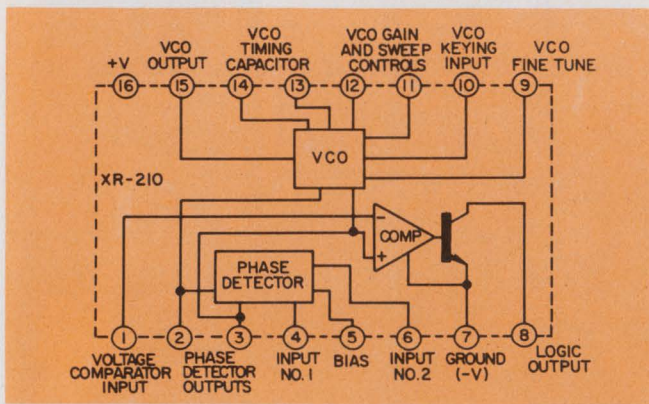 +V
VCO OUTPUT
VCO TIMING CAPACITOR
VCO GAIN AND SWEEP CONTROLS
VCO KEYING INPUT
VCO FINE TUNE
16 15 14 13 12 11 10 9
VCO
XR-210
-
COMP
+
PHASE DETECTOR
1 2 3 4 5 6 7 8
VOLTAGE COMPARATOR INPUT
PHASE DETECTOR OUTPUTS
INPUT NO.1
BIAS
INPUT NO.2
GROUND (-V)
LOGIC OUTPUT